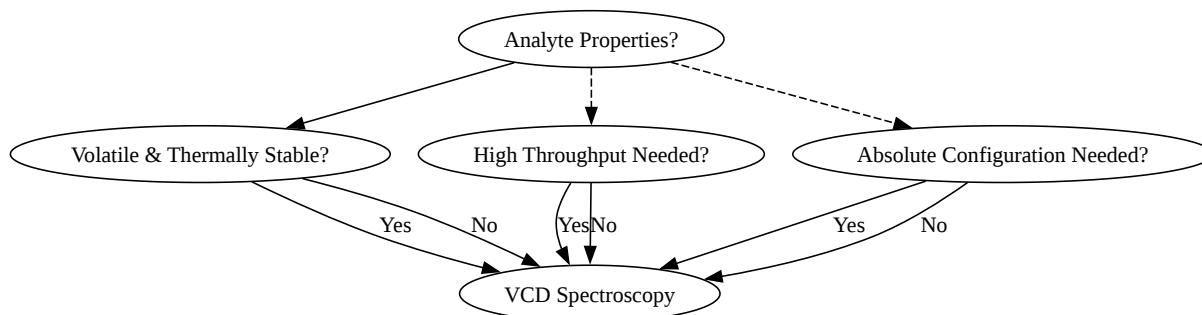 Analyte Properties?
Volatile & Thermally Stable?
High Throughput Needed?
Absolute Configuration Needed?
Yes
No
Yes
No
Yes
No
VCD Spectroscopy